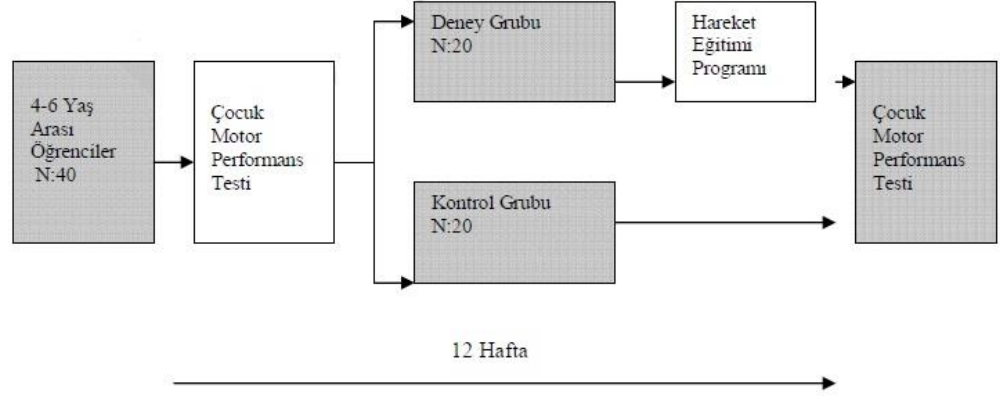 4-6 Yaş
Arası
Öğrenciler
N:40
Çocuk
Motor
Performans
Testi
Deney Grubu
N:20
Hareket
Eğitimi
Programı
Kontrol Grubu
N:20
Çocuk
Motor
Performans
Testi
12 Hafta